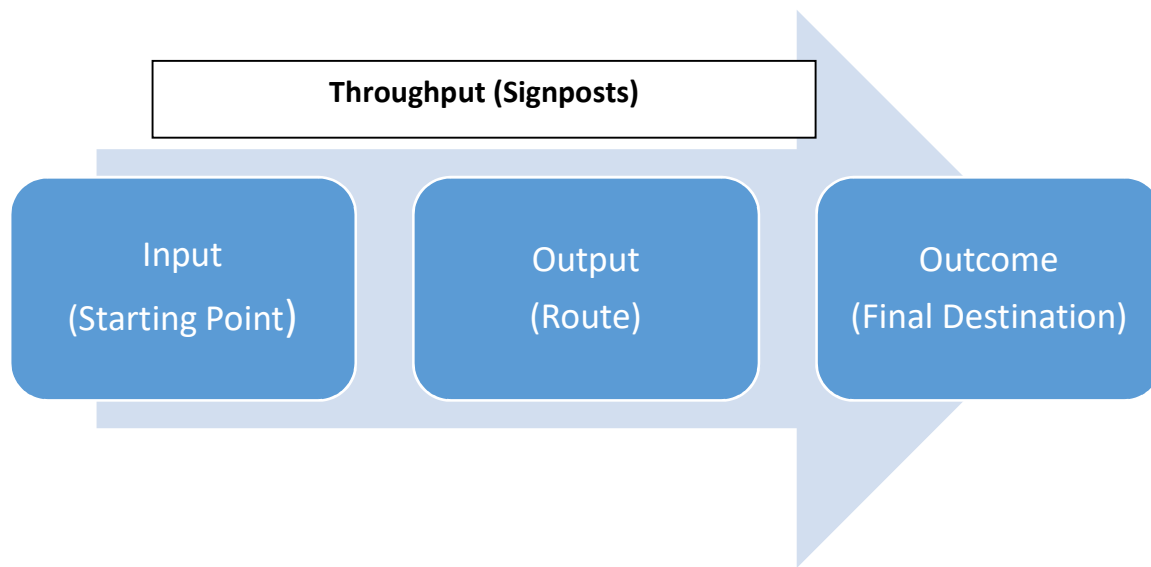 Throughput (Signposts)
Input
(Starting Point)
Output
(Route)
Outcome
(Final Destination)